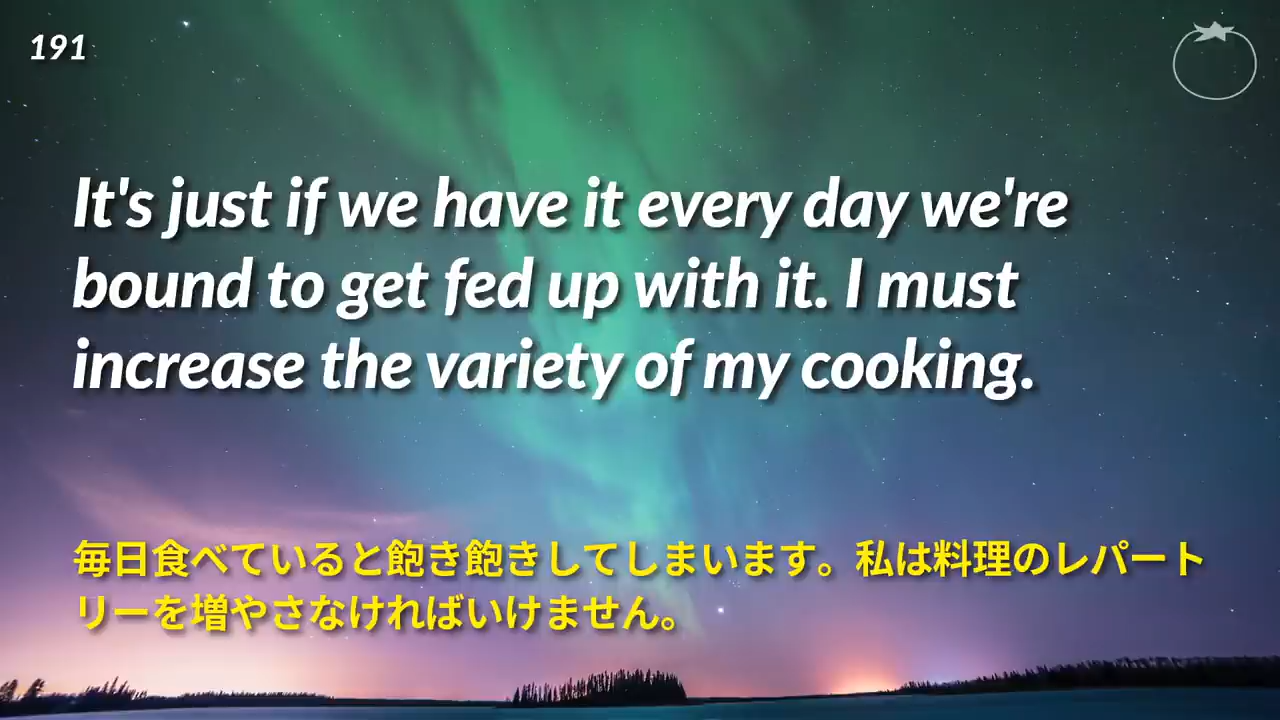 191
It's just if we have it every day we're
bound to get fed up with it. I must
increase the variety of my cooking.
毎日食べていると飽き飽きしてしまいます。私は料理のレパート
リーを増やさなければいけません。